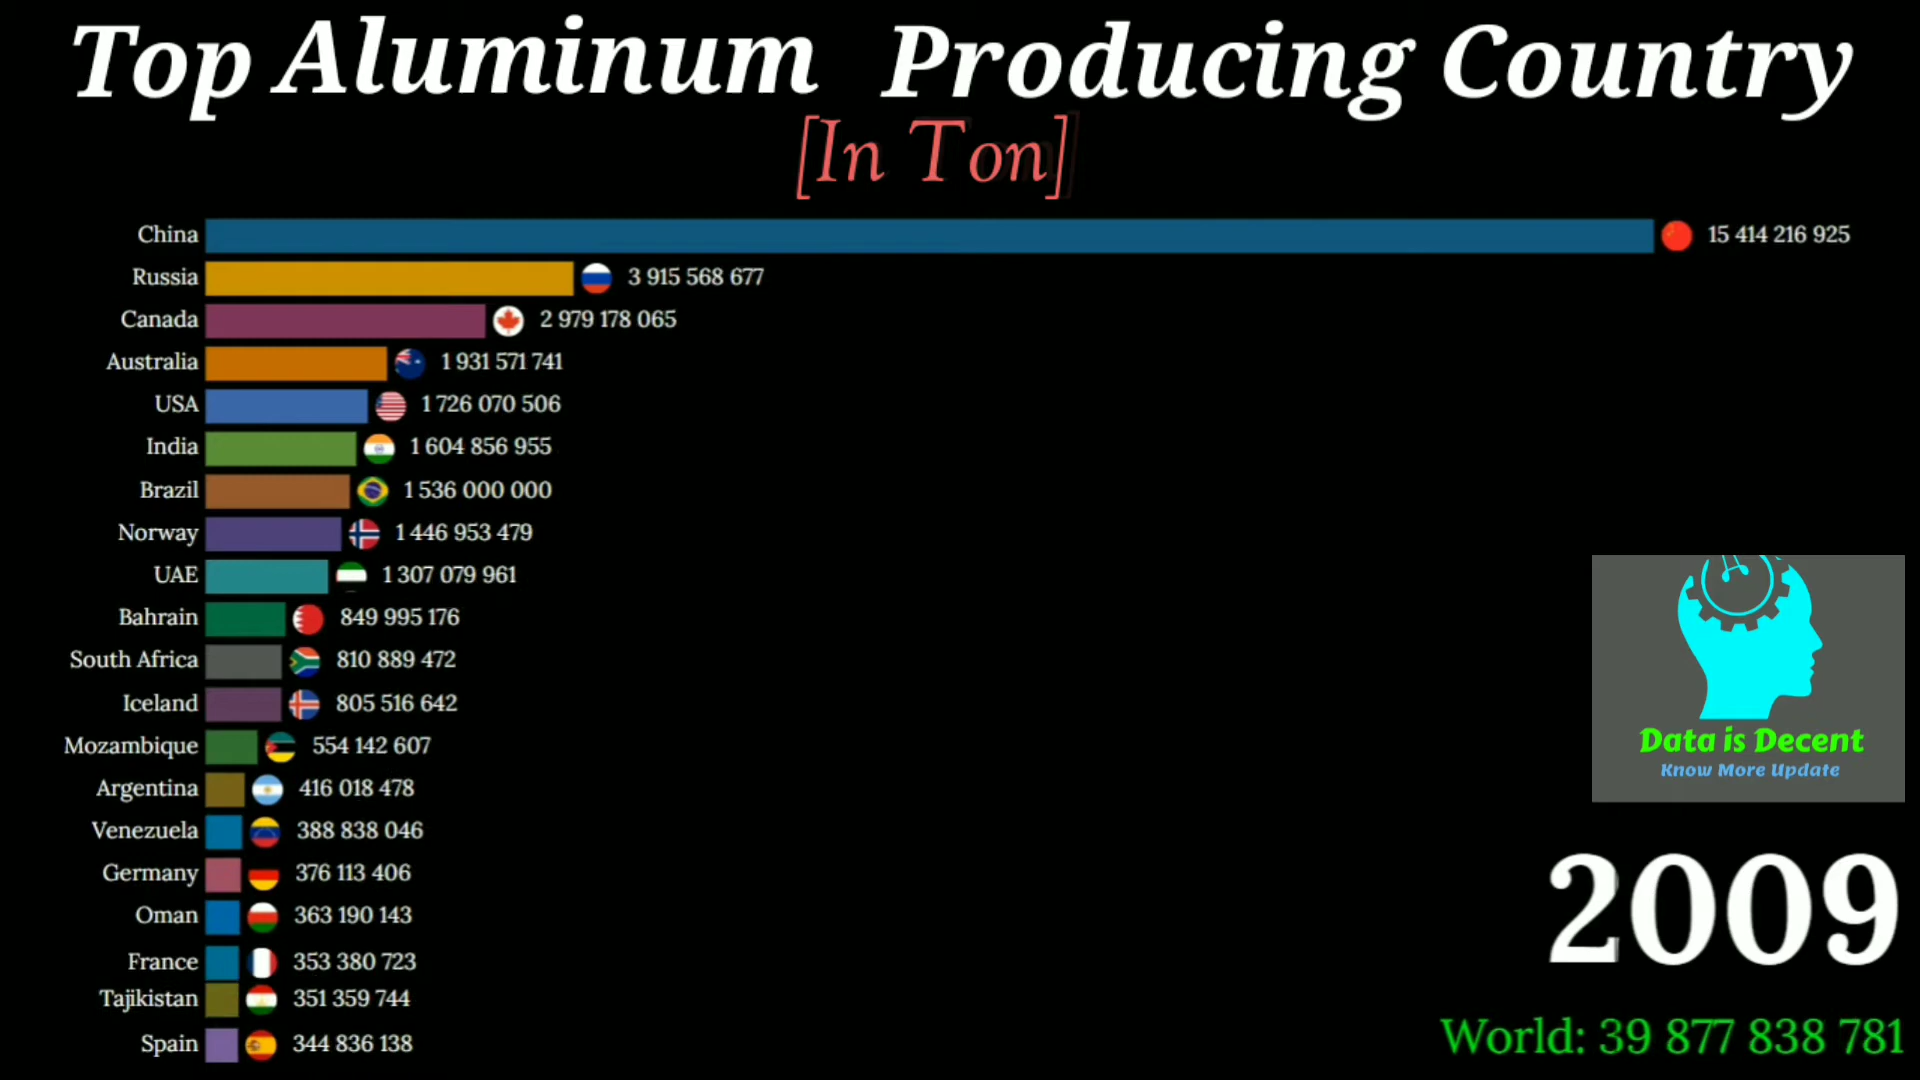 Top Aluminum Producing Country
[In Ton]
China 15 414 216 925
Russia 3 915 568 677
Canada 2 979 178 065
Australia 1 931 571 741
USA 1 726 070 506
India 1 604 856 955
Brazil 1 536 000 000
Norway 1 446 953 479
UAE 1 307 079 961
Bahrain 849 995 176
South Africa 810 889 472
Iceland 805 516 642
Mozambique 554 142 607
Argentina 416 018 478
Venezuela 388 838 046
Germany 376 113 406
Oman 363 190 143
France 353 380 723
Tajikistan 351 359 744
Spain 344 836 138
Data is Decent
Know More Update
2009
World: 39 877 838 781